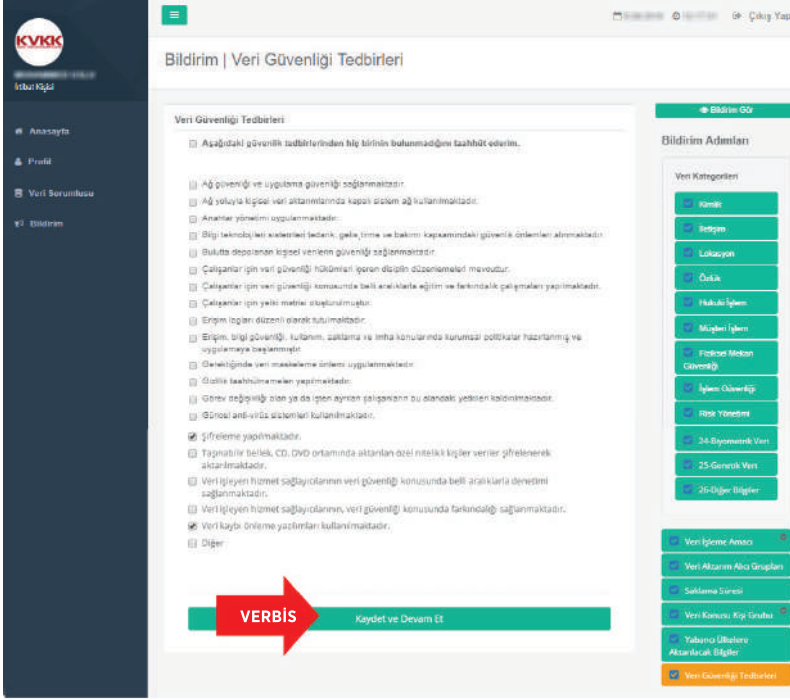 KVKK
İrtibat Kişisi
Anasayfa
Profil
Veri Sorumlusu
Bildirim
Çıkış Yap
Bildirim | Veri Güvenliği Tedbirleri
Veri Güvenliği Tedbirleri
Aşağıdaki güvenlik tedbirlerinden hiç birinin bulunmadığını taahhüt ederim.
Ağ güvenliği ve uygulama güvenliği sağlanmaktadır.
Ağ yoluyla kişisel veri aktarımlarında kapalı sistem ağ kullanılmaktadır.
Anahtar yönetimi uygulanmaktadır.
Bilgi teknolojileri sistemleri tedarik, geliştirme ve bakımı kapsamındaki güvenlik önlemleri alınmaktadır.
Bulutta depolanan kişisel verilerin güvenliği sağlanmaktadır.
Çalışanlar için veri güvenliği hükümleri içeren disiplin düzenlemeleri mevcuttur.
Çalışanlar için veri güvenliği konusunda belli aralıklarla eğitim ve farkındalık çalışmaları yapılmaktadır.
Çalışanlar için yetki matrisi oluşturulmuştur.
Erişim logları düzenli olarak tutulmaktadır.
Erişim, bilgi güvenliği, kullanım, saklama ve imha konularında kurumsal politikalar hazırlanmış ve
uygulamaya başlanmıştır.
Gerektiğinde veri maskeleme önlemi uygulanmaktadır.
Gizlilik taahhütnameleri yapılmaktadır.
Görev değişikliği olan ya da işten ayrılan çalışanların bu alandaki yetkileri kaldırılmaktadır.
Güncel anti-virüs sistemleri kullanılmaktadır.
Şifreleme yapılmaktadır.
Taşınabilir bellek, CD, DVD ortamında aktarılan özel nitelikli kişiler veriler şifrelenerek
aktarılmaktadır.
Veri işleyen hizmet sağlayıcılarının veri güvenliği konusunda belli aralıklarla denetimi
sağlanmaktadır.
Veri işleyen hizmet sağlayıcılarının, veri güvenliği konusunda farkındalığı sağlanmaktadır.
Veri kaybı önleme yazılımları kullanılmaktadır.
Diğer
VERBİS
Kaydet ve Devam Et
Bildirim Gör
Bildirim Adımları
Veri Kategorileri
Kimlik
İletişim
Lokasyon
Özlük
Hukuki İşlem
Müşteri İşlem
Fiziksel Mekan
Güvenliği
İşlem Güvenliği
Risk Yönetimi
24-Biyometrik Veri
25-Genetik Veri
26-Diğer Bilgiler
Veri İşleme Amacı
Veri Aktarım Alıcı Grupları
Saklama Süresi
Veri Konusu Kişi Grubu
Yabancı Ülkelere
Aktarılacak Bilgiler
Veri Güvenliği Tedbirleri